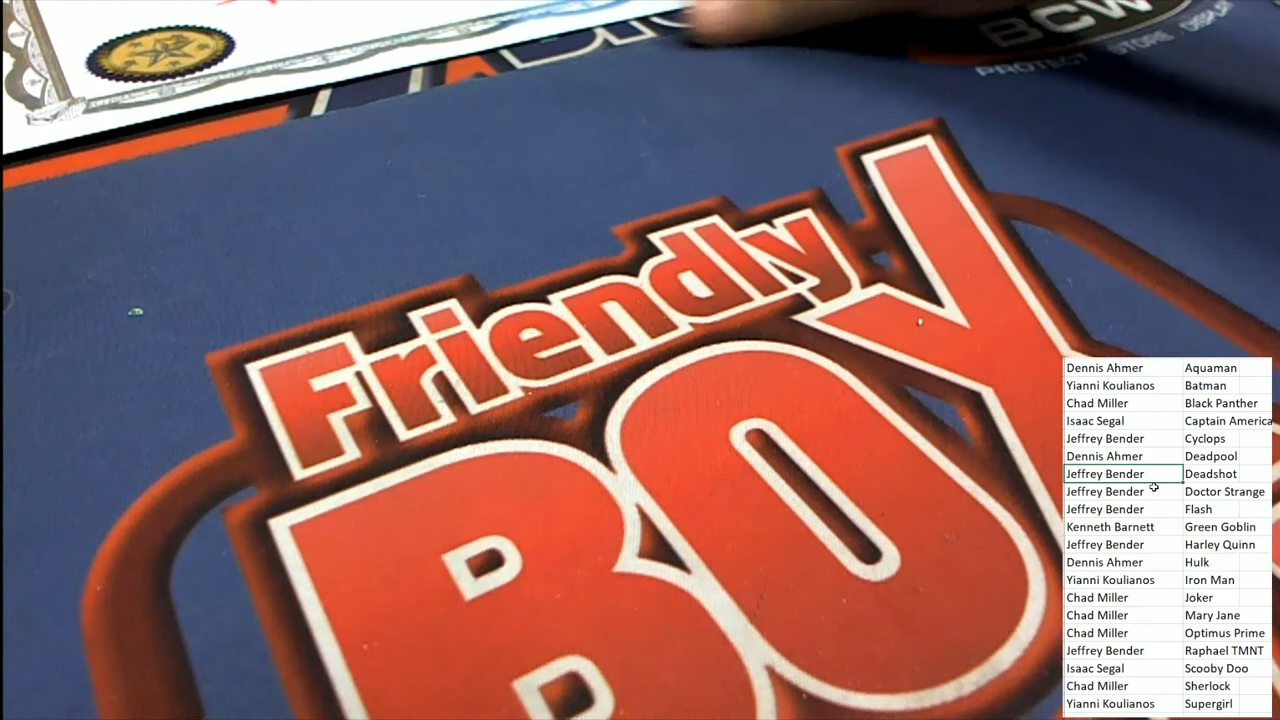 BCW
PROTECT STORE . DISPLAY
Friendly
BOY
Dennis Ahmer Aquaman
Yianni Koulianos Batman
Chad Miller Black Panther
Isaac Segal Captain America
Jeffrey Bender Cyclops
Dennis Ahmer Deadpool
Jeffrey Bender Deadshot
Jeffrey Bender Doctor Strange
Jeffrey Bender Flash
Kenneth Barnett Green Goblin
Jeffrey Bender Harley Quinn
Dennis Ahmer Hulk
Yianni Koulianos Iron Man
Chad Miller Joker
Chad Miller Mary Jane
Chad Miller Optimus Prime
Jeffrey Bender Raphael TMNT
Isaac Segal Scooby Doo
Chad Miller Sherlock
Yianni Koulianos Supergirl